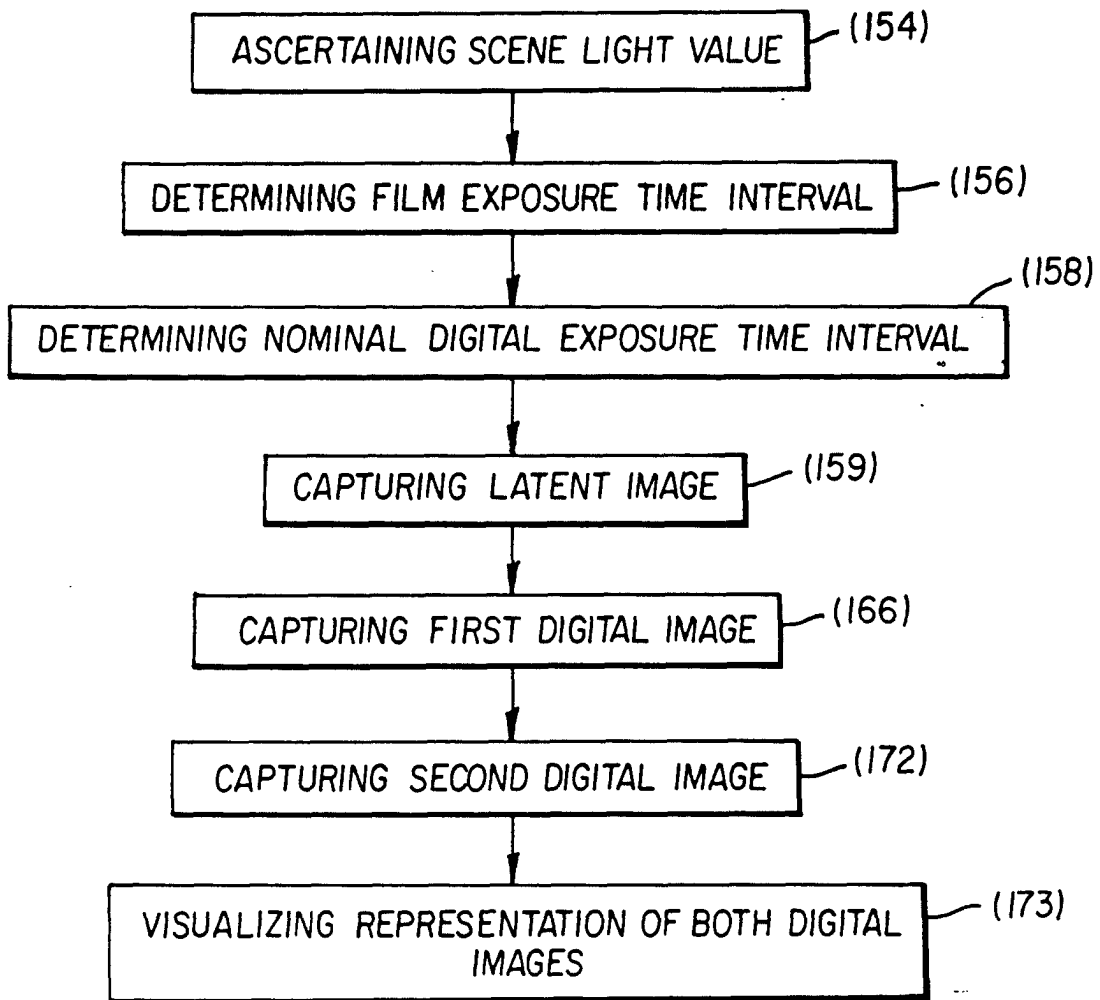 ASCERTAINING SCENE LIGHT VALUE
(154)
DETERMINING FILM EXPOSURE TIME INTERVAL
(156)
(158)
DETERMINING NOMINAL DIGITAL EXPOSURE TIME INTERVAL
CAPTURING LATENT IMAGE
(159)
CAPTURING FIRST DIGITAL IMAGE
(166)
CAPTURING SECOND DIGITAL IMAGE
(172)
VISUALIZING REPRESENTATION OF BOTH DIGITAL
IMAGES
(173)